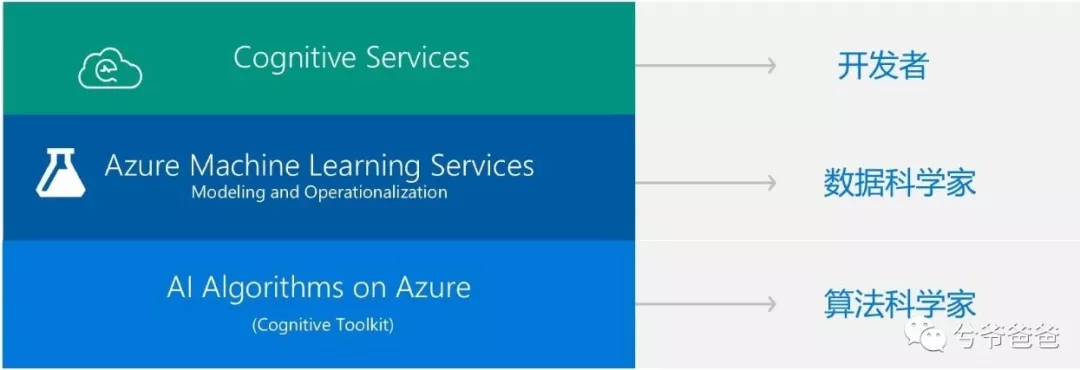 Cognitive Services
开发者
Azure Machine Learning Services
Modeling and Operationalization
数据科学家
AI Algorithms on Azure
(Cognitive Toolkit)
算法科学家
兮爷爸爸